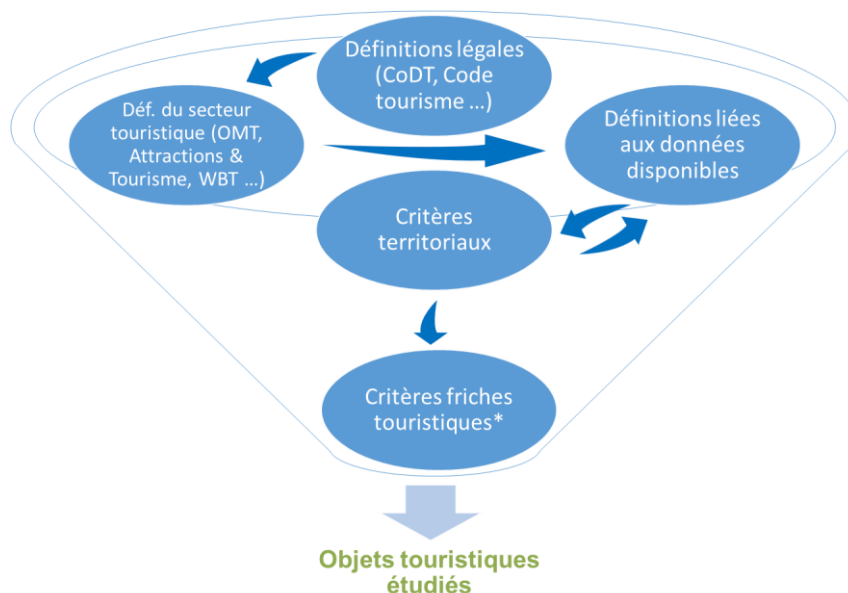 Définitions légales
(CoDT, Code
tourisme ...)
Déf. du secteur
touristique (OMT,
Attractions &
Tourisme, WBT ...)
Définitions liées
aux données
disponibles
Critères
territoriaux
Critères friches
touristiques*
Objets touristiques
étudiés